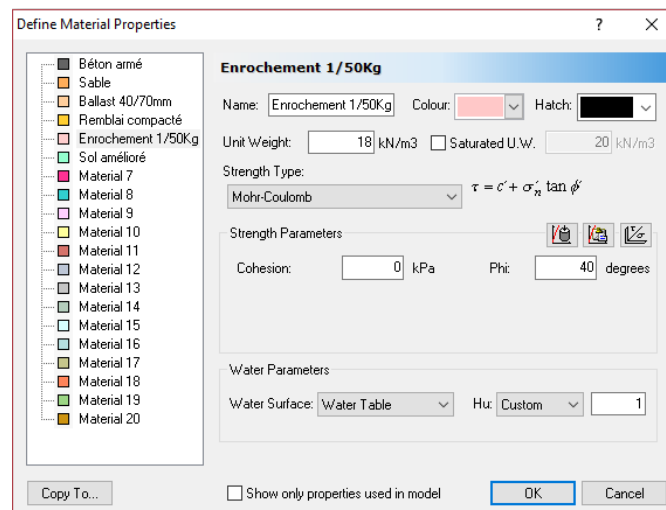 Define Material Properties ? ×
Béton armé
Sable
Ballast 40/70mm
Remblai compacté
Enrochement 1/50Kg
Sol amélioré
Material 7
Material 8
Material 9
Material 10
Material 11
Material 12
Material 13
Material 14
Material 15
Material 16
Material 17
Material 18
Material 19
Material 20
Enrochement 1/50Kg
Name: Enrochement 1/50Kg Colour: Hatch:
Unit Weight: 18 kN/m3 Saturated U.W. 20 kN/m3
Strength Type:
Mohr-Coulomb τ = c′ + σ′n tan ϕ′
Strength Parameters
Cohesion: 0 kPa Phi: 40 degrees
Water Parameters
Water Surface: Water Table Hu: Custom 1
Copy To... Show only properties used in model OK Cancel